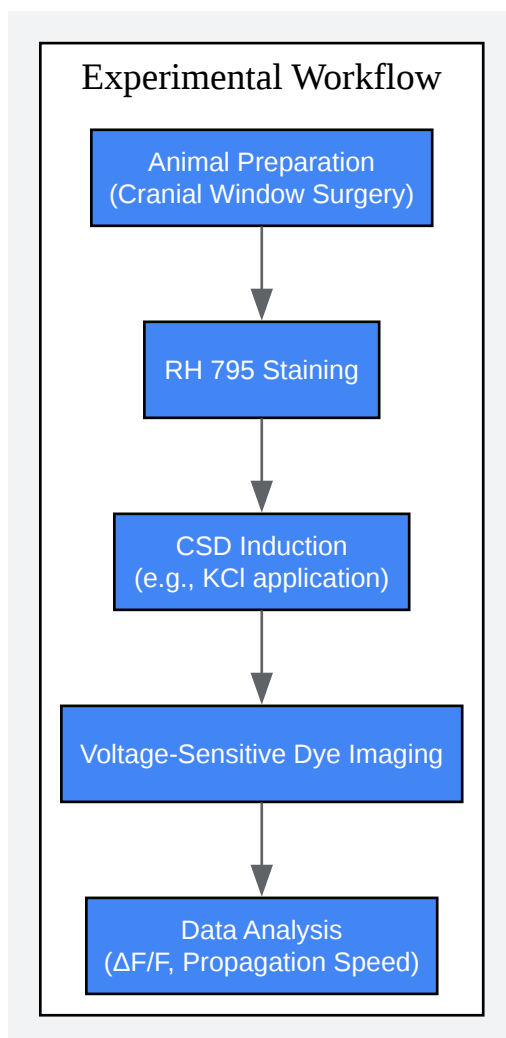 Experimental Workflow
Animal Preparation
(Cranial Window Surgery)
RH 795 Staining
CSD Induction
(e.g., KCl application)
Voltage-Sensitive Dye Imaging
Data Analysis
(ΔF/F, Propagation Speed)